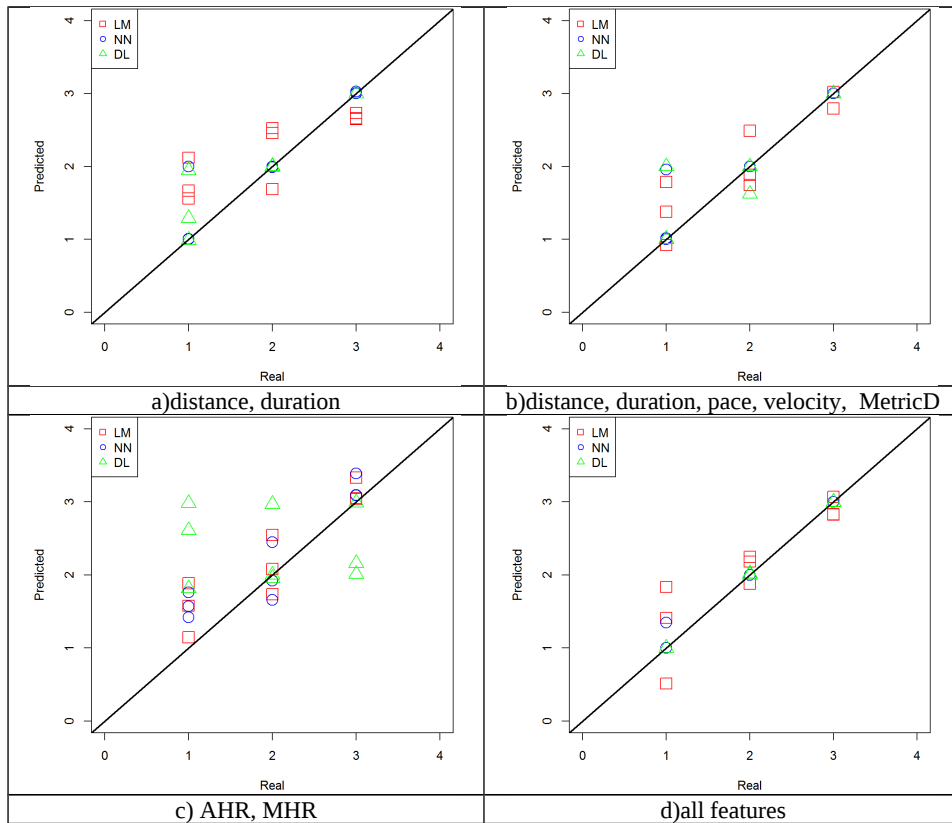 LM
NN
DL
4
3
2
1
0
Predicted
0 1 2 3 4
Real
a)distance, duration
LM
NN
DL
4
3
2
1
0
Predicted
0 1 2 3 4
Real
b)distance, duration, pace, velocity, MetricD
LM
NN
DL
4
3
2
1
0
Predicted
0 1 2 3 4
Real
c) AHR, MHR
LM
NN
DL
4
3
2
1
0
Predicted
0 1 2 3 4
Real
d)all features